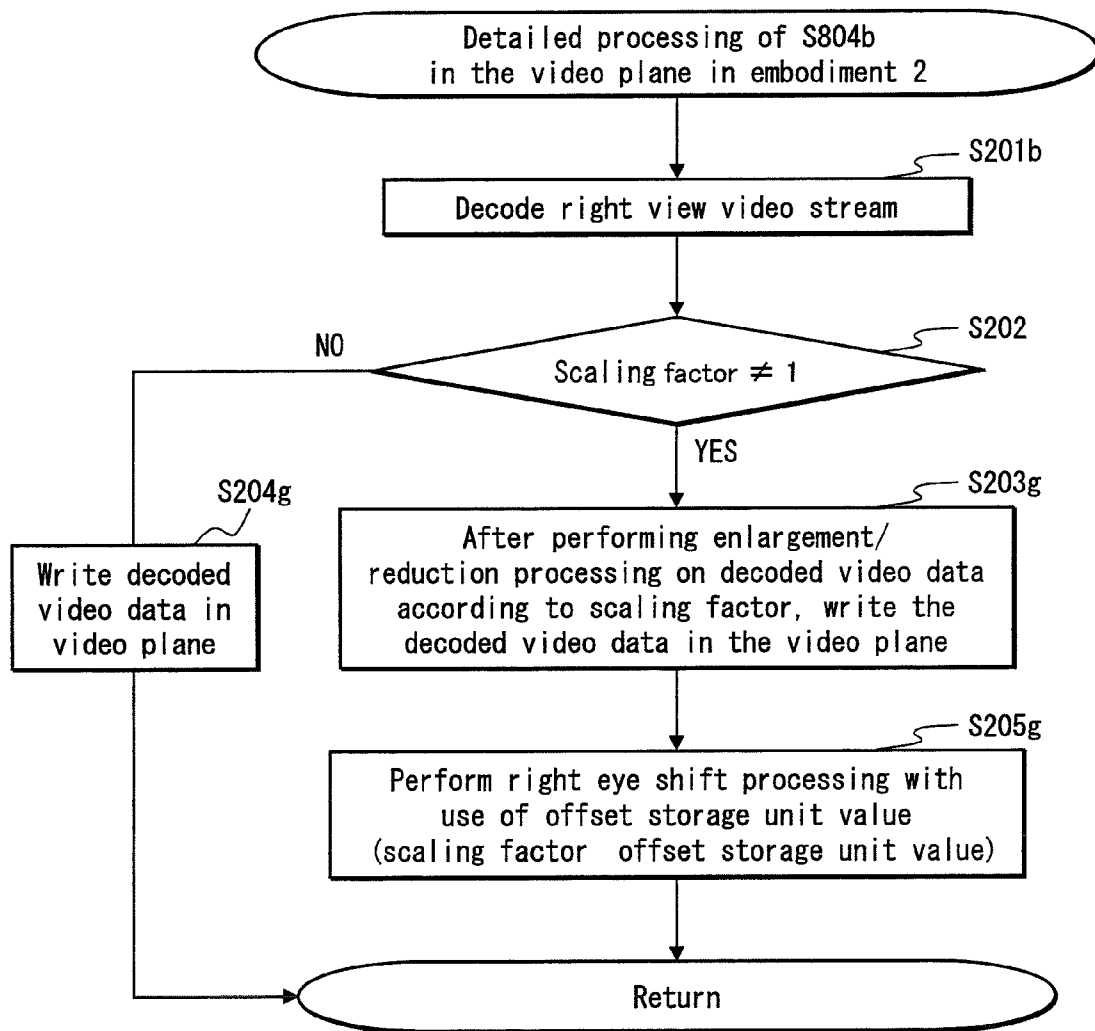 Detailed processing of S804b
in the video plane in embodiment 2
S201b
Decode right view video stream
S202
NO
Scaling factor ≠ 1
YES
S204g
Write decoded
video data in
video plane
S203g
After performing enlargement/
reduction processing on decoded video data
according to scaling factor, write the
decoded video data in the video plane
S205g
Perform right eye shift processing with
use of offset storage unit value
(scaling factor offset storage unit value)
Return